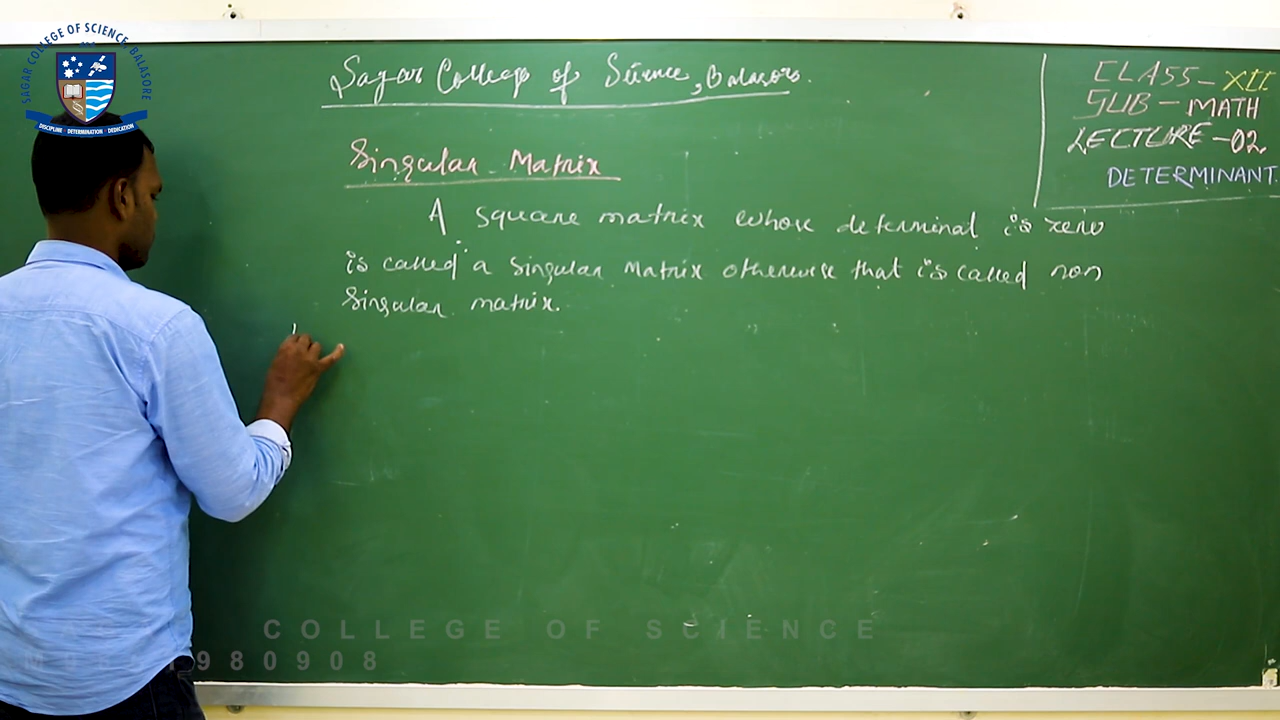 SAGAR COLLEGE OF SCIENCE, BALASORE
DISCIPLINE - DETERMINATION - DEDICATION
Sagar College of Science, Balasore.
CLASS - XII
SUB - MATH
LECTURE - 02
DETERMINANT.
Singular Matrix
A square matrix whose determinal is zero
is called a singular matrix otherwise that is called non
singular matrix.
COLLEGE OF SCIENCE
980908